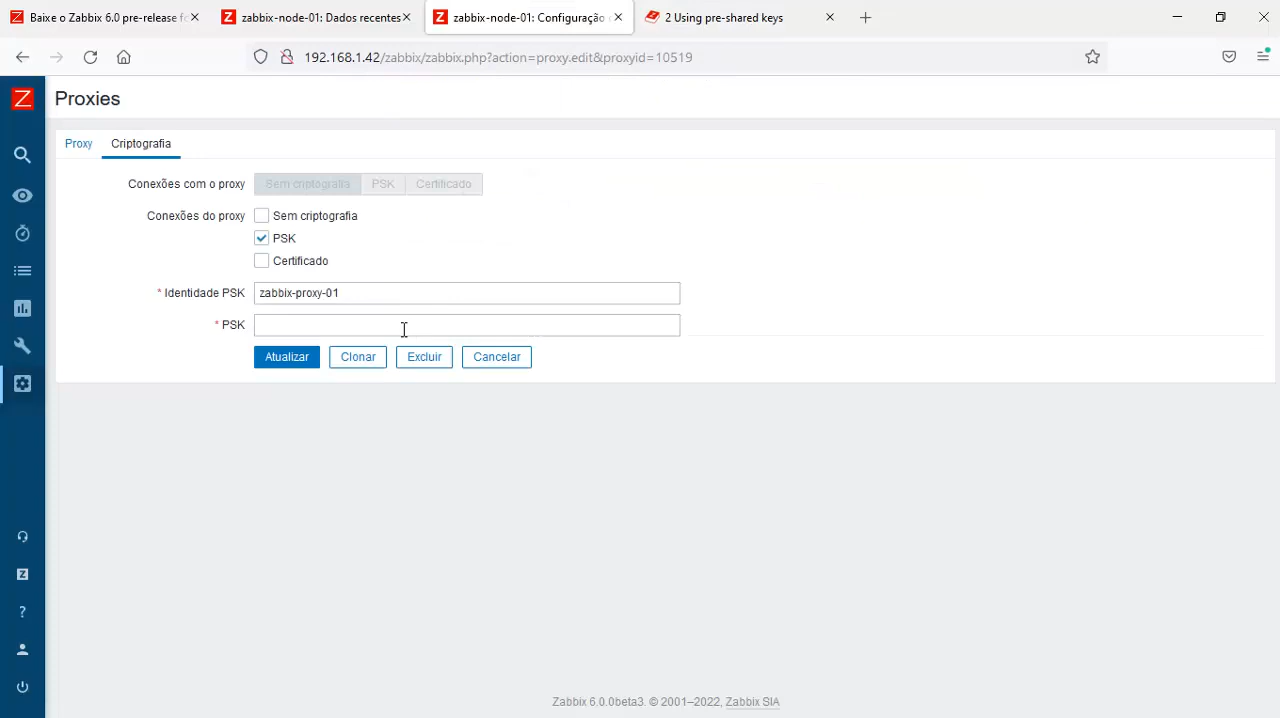 Baixe o Zabbix 6.0 pre-release f
zabbix-node-01: Dados recentes
zabbix-node-01: Configuração
2 Using pre-shared keys
192.168.1.42/zabbix/zabbix.php?action=proxy.edit&proxyid=10519
Z
Proxies
Proxy
Criptografia
Conexões com o proxy
Sem criptografia
PSK
Certificado
Conexões do proxy
Sem criptografia
PSK
Certificado
* Identidade PSK
zabbix-proxy-01
* PSK
Atualizar
Clonar
Excluir
Cancelar
Z
?
Zabbix 6.0.0beta3. © 2001–2022, Zabbix SIA